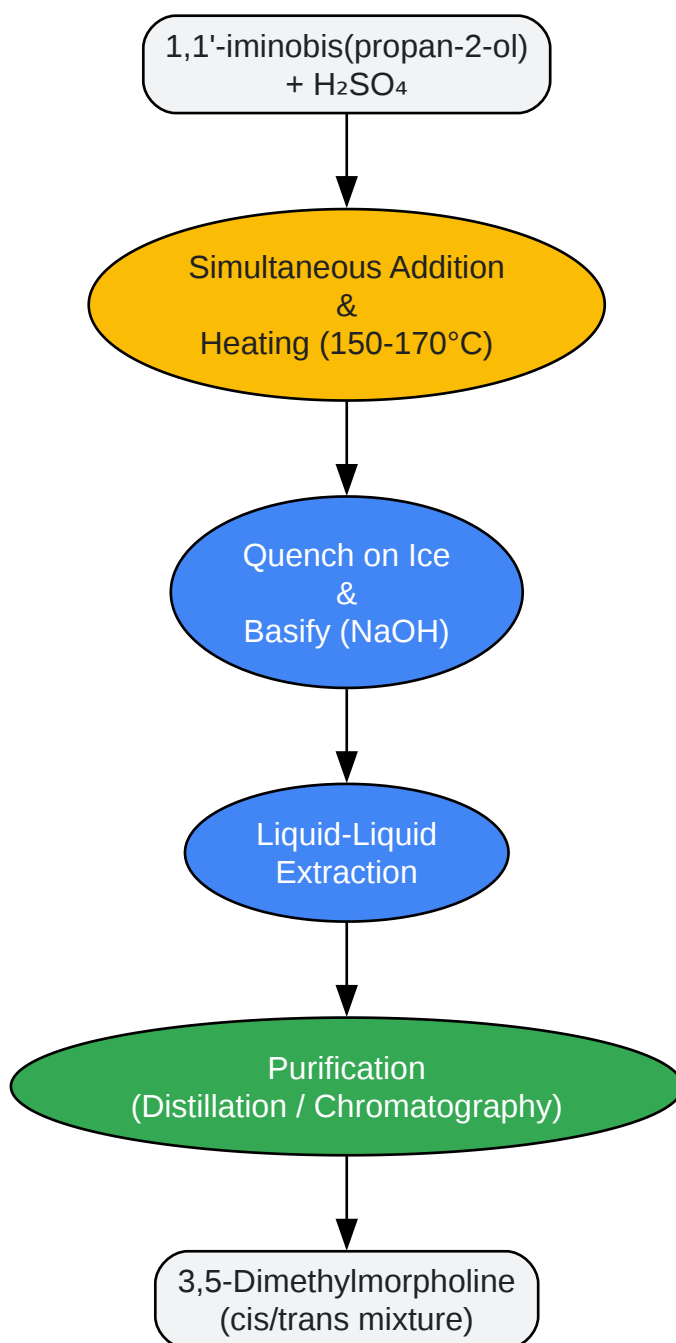 1,1'-iminobis(propan-2-ol)
+ H₂SO₄
Simultaneous Addition
&
Heating (150-170°C)
Quench on Ice
&
Basify (NaOH)
Liquid-Liquid
Extraction
Purification
(Distillation / Chromatography)
3,5-Dimethylmorpholine
(cis/trans mixture)